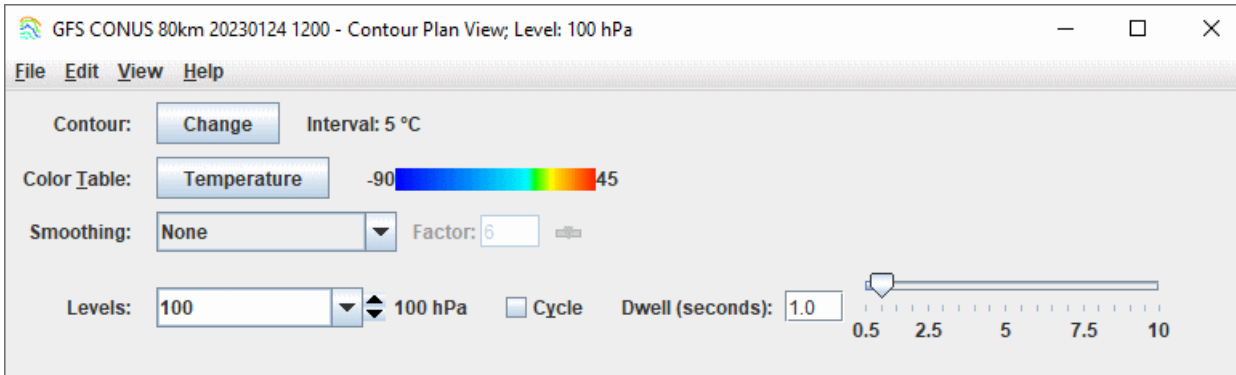 GFS CONUS 80km 20230124 1200 - Contour Plan View; Level: 100 hPa
File Edit View Help
Contour: Change Interval: 5 °C
Color Table: Temperature -90 45
Smoothing: None Factor: 6
Levels: 100 100 hPa Cycle Dwell (seconds): 1.0
0.5 2.5 5 7.5 10